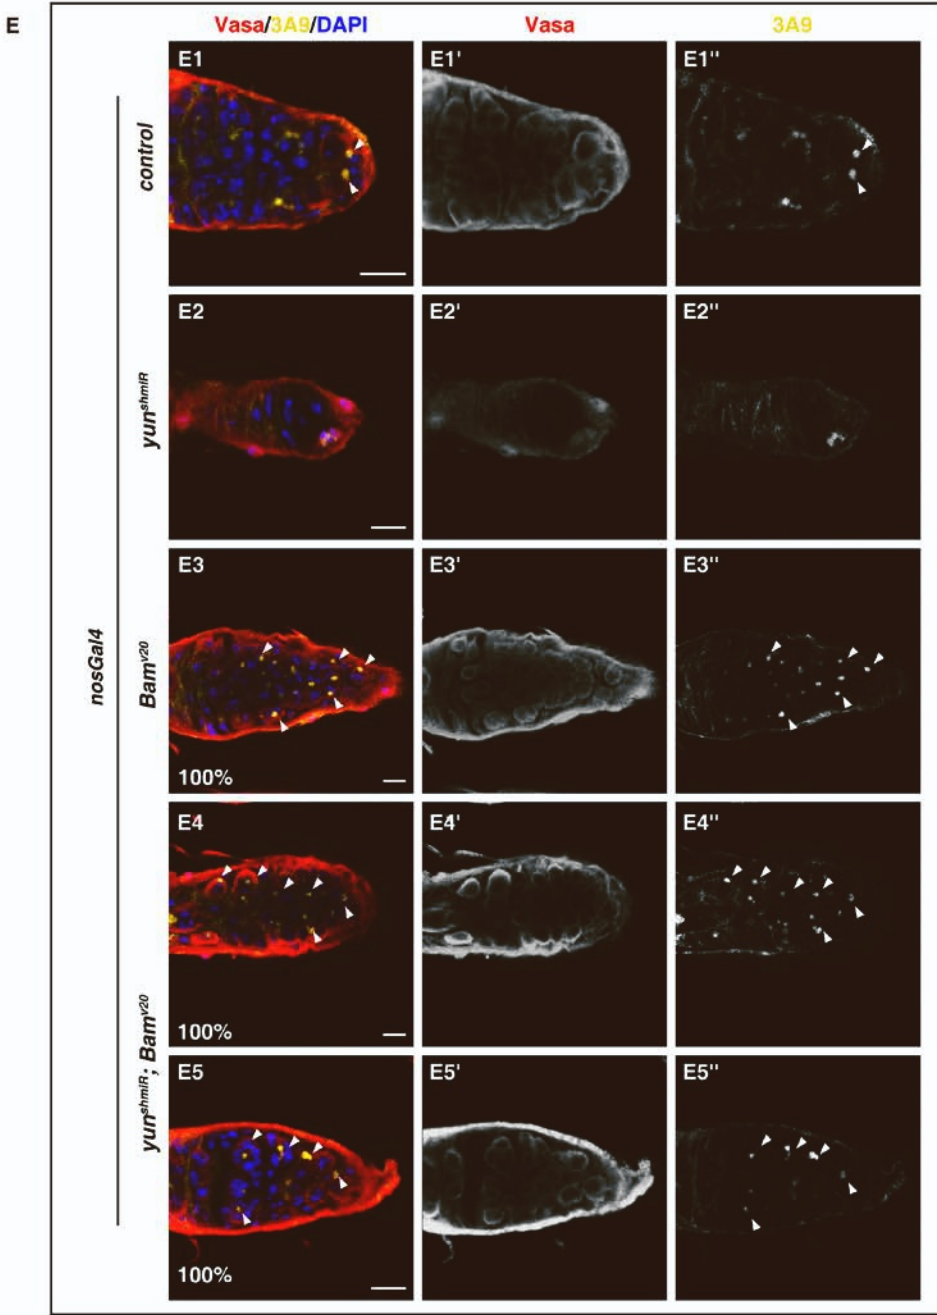 E
Vasa/3A9/DAPI Vasa 3A9
nosGal4
control
E1 E1' E1"
yun^shmiR
E2 E2' E2"
Bam^v20
E3 E3' E3"
100%
yun^shmiR; Bam^v20
E4 E4' E4"
100%
E5 E5' E5"
100%